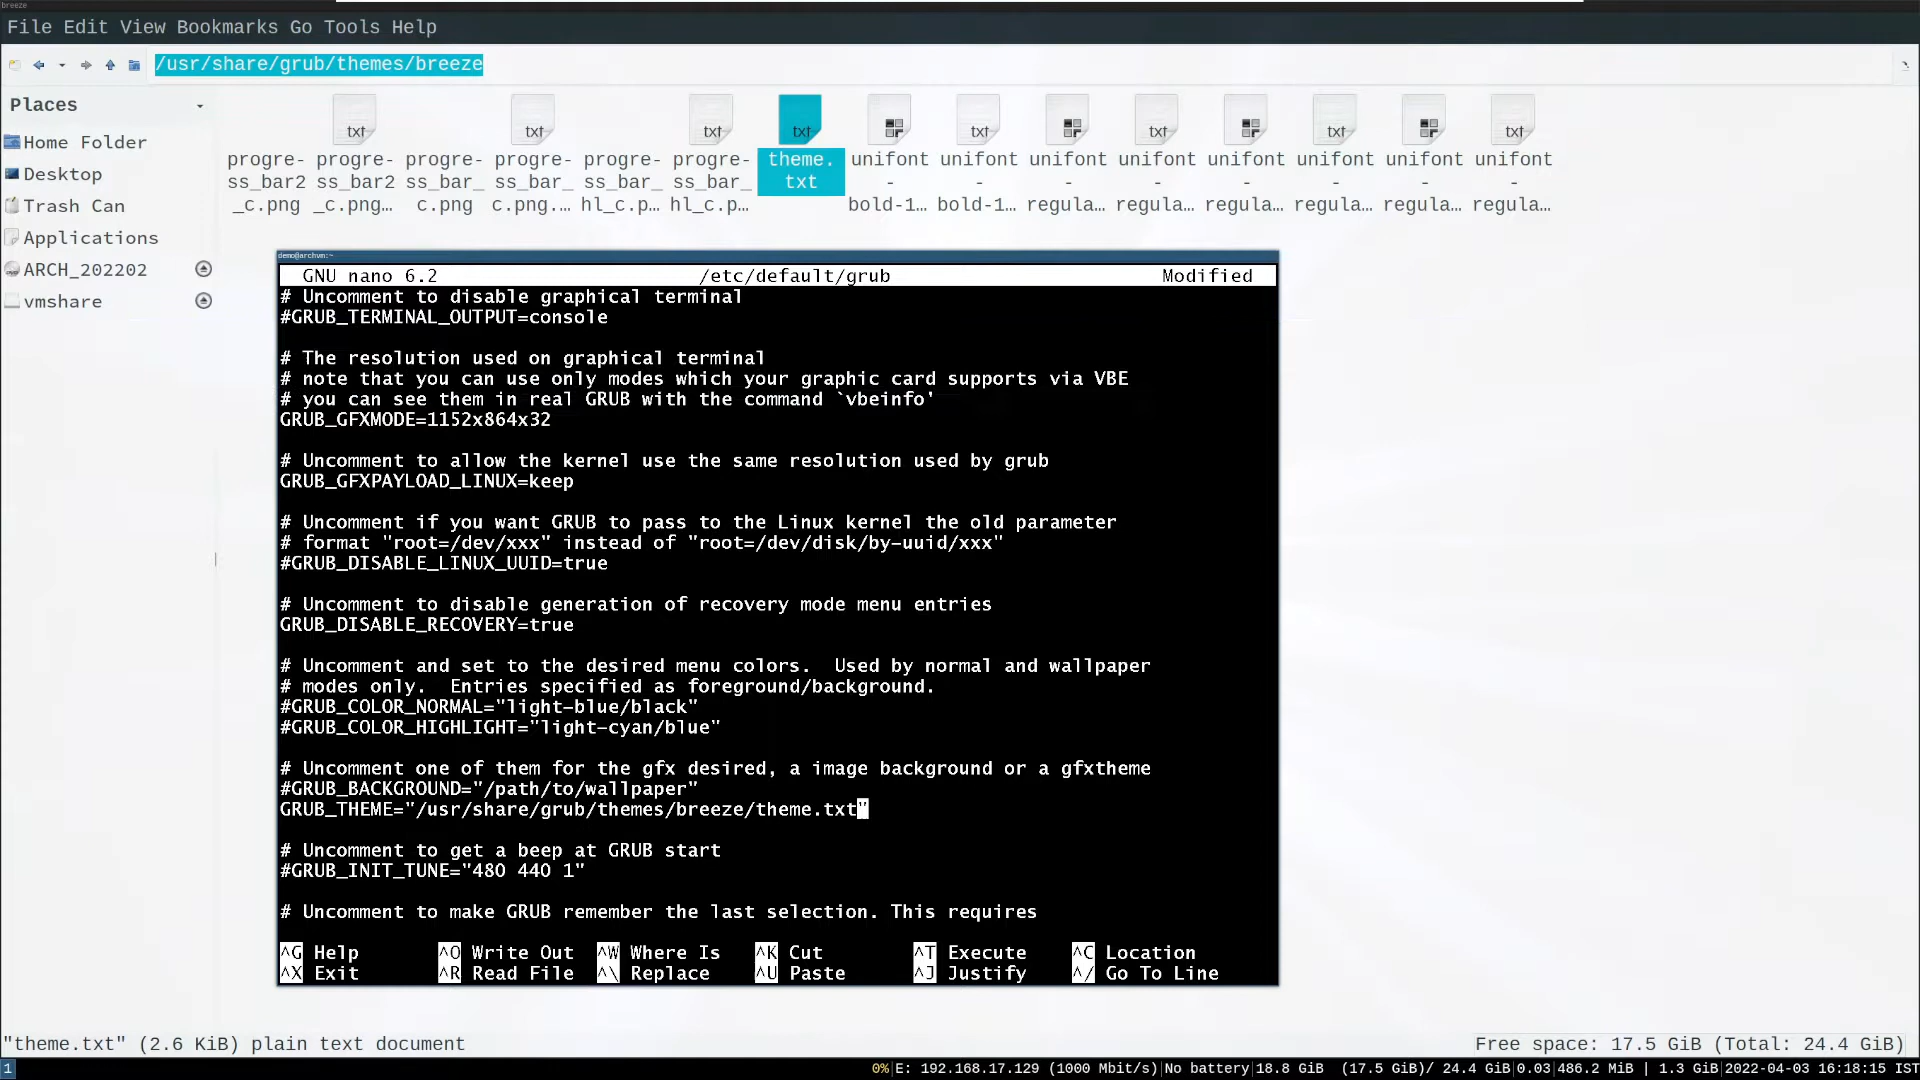 breeze
File Edit View Bookmarks Go Tools Help
/usr/share/grub/themes/breeze
Places
Home Folder
Desktop
Trash Can
Applications
ARCH_202202
vmshare
txt txt txt txt txt txt txt txt
progre- progre- progre- progre- progre- progre- theme. unifont unifont unifont unifont unifont unifont unifont unifont
ss_bar2 ss_bar2 ss_bar_ ss_bar_ ss_bar_ ss_bar_ txt - - - - - - - -
_c.png _c.png… c.png c.png.… hl_c.p… hl_c.p… bold-1… bold-1… regula… regula… regula… regula… regula… regula…
demo@archvm:~
GNU nano 6.2 /etc/default/grub Modified
# Uncomment to disable graphical terminal
#GRUB_TERMINAL_OUTPUT=console
# The resolution used on graphical terminal
# note that you can use only modes which your graphic card supports via VBE
# you can see them in real GRUB with the command `vbeinfo'
GRUB_GFXMODE=1152x864x32
# Uncomment to allow the kernel use the same resolution used by grub
GRUB_GFXPAYLOAD_LINUX=keep
# Uncomment if you want GRUB to pass to the Linux kernel the old parameter
# format "root=/dev/xxx" instead of "root=/dev/disk/by-uuid/xxx"
#GRUB_DISABLE_LINUX_UUID=true
# Uncomment to disable generation of recovery mode menu entries
GRUB_DISABLE_RECOVERY=true
# Uncomment and set to the desired menu colors.  Used by normal and wallpaper
# modes only.  Entries specified as foreground/background.
#GRUB_COLOR_NORMAL="light-blue/black"
#GRUB_COLOR_HIGHLIGHT="light-cyan/blue"
# Uncomment one of them for the gfx desired, a image background or a gfxtheme
#GRUB_BACKGROUND="/path/to/wallpaper"
GRUB_THEME="/usr/share/grub/themes/breeze/theme.txt"
# Uncomment to get a beep at GRUB start
#GRUB_INIT_TUNE="480 440 1"
# Uncomment to make GRUB remember the last selection. This requires
^G Help ^O Write Out ^W Where Is ^K Cut ^T Execute ^C Location
^X Exit ^R Read File ^\ Replace ^U Paste ^J Justify ^/ Go To Line
"theme.txt" (2.6 KiB) plain text document
Free space: 17.5 GiB (Total: 24.4 GiB)
1
0%|E: 192.168.17.129 (1000 Mbit/s)|No battery|18.8 GiB (17.5 GiB)/ 24.4 GiB|0.03|486.2 MiB | 1.3 GiB|2022-04-03 16:18:15 IST